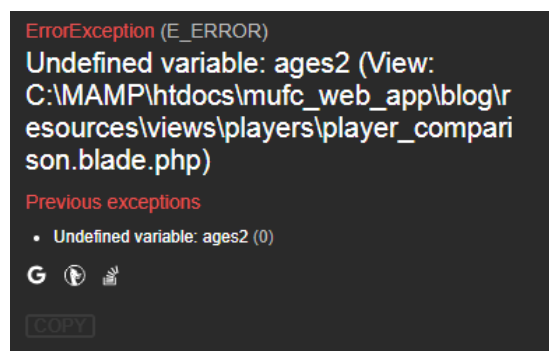 ErrorException (E_ERROR)
Undefined variable: ages2 (View:
C:\MAMP\htdocs\mufc_web_app\blog\r
esources\views\players\player_compari
son.blade.php)
Previous exceptions
• Undefined variable: ages2 (0)
G
COPY